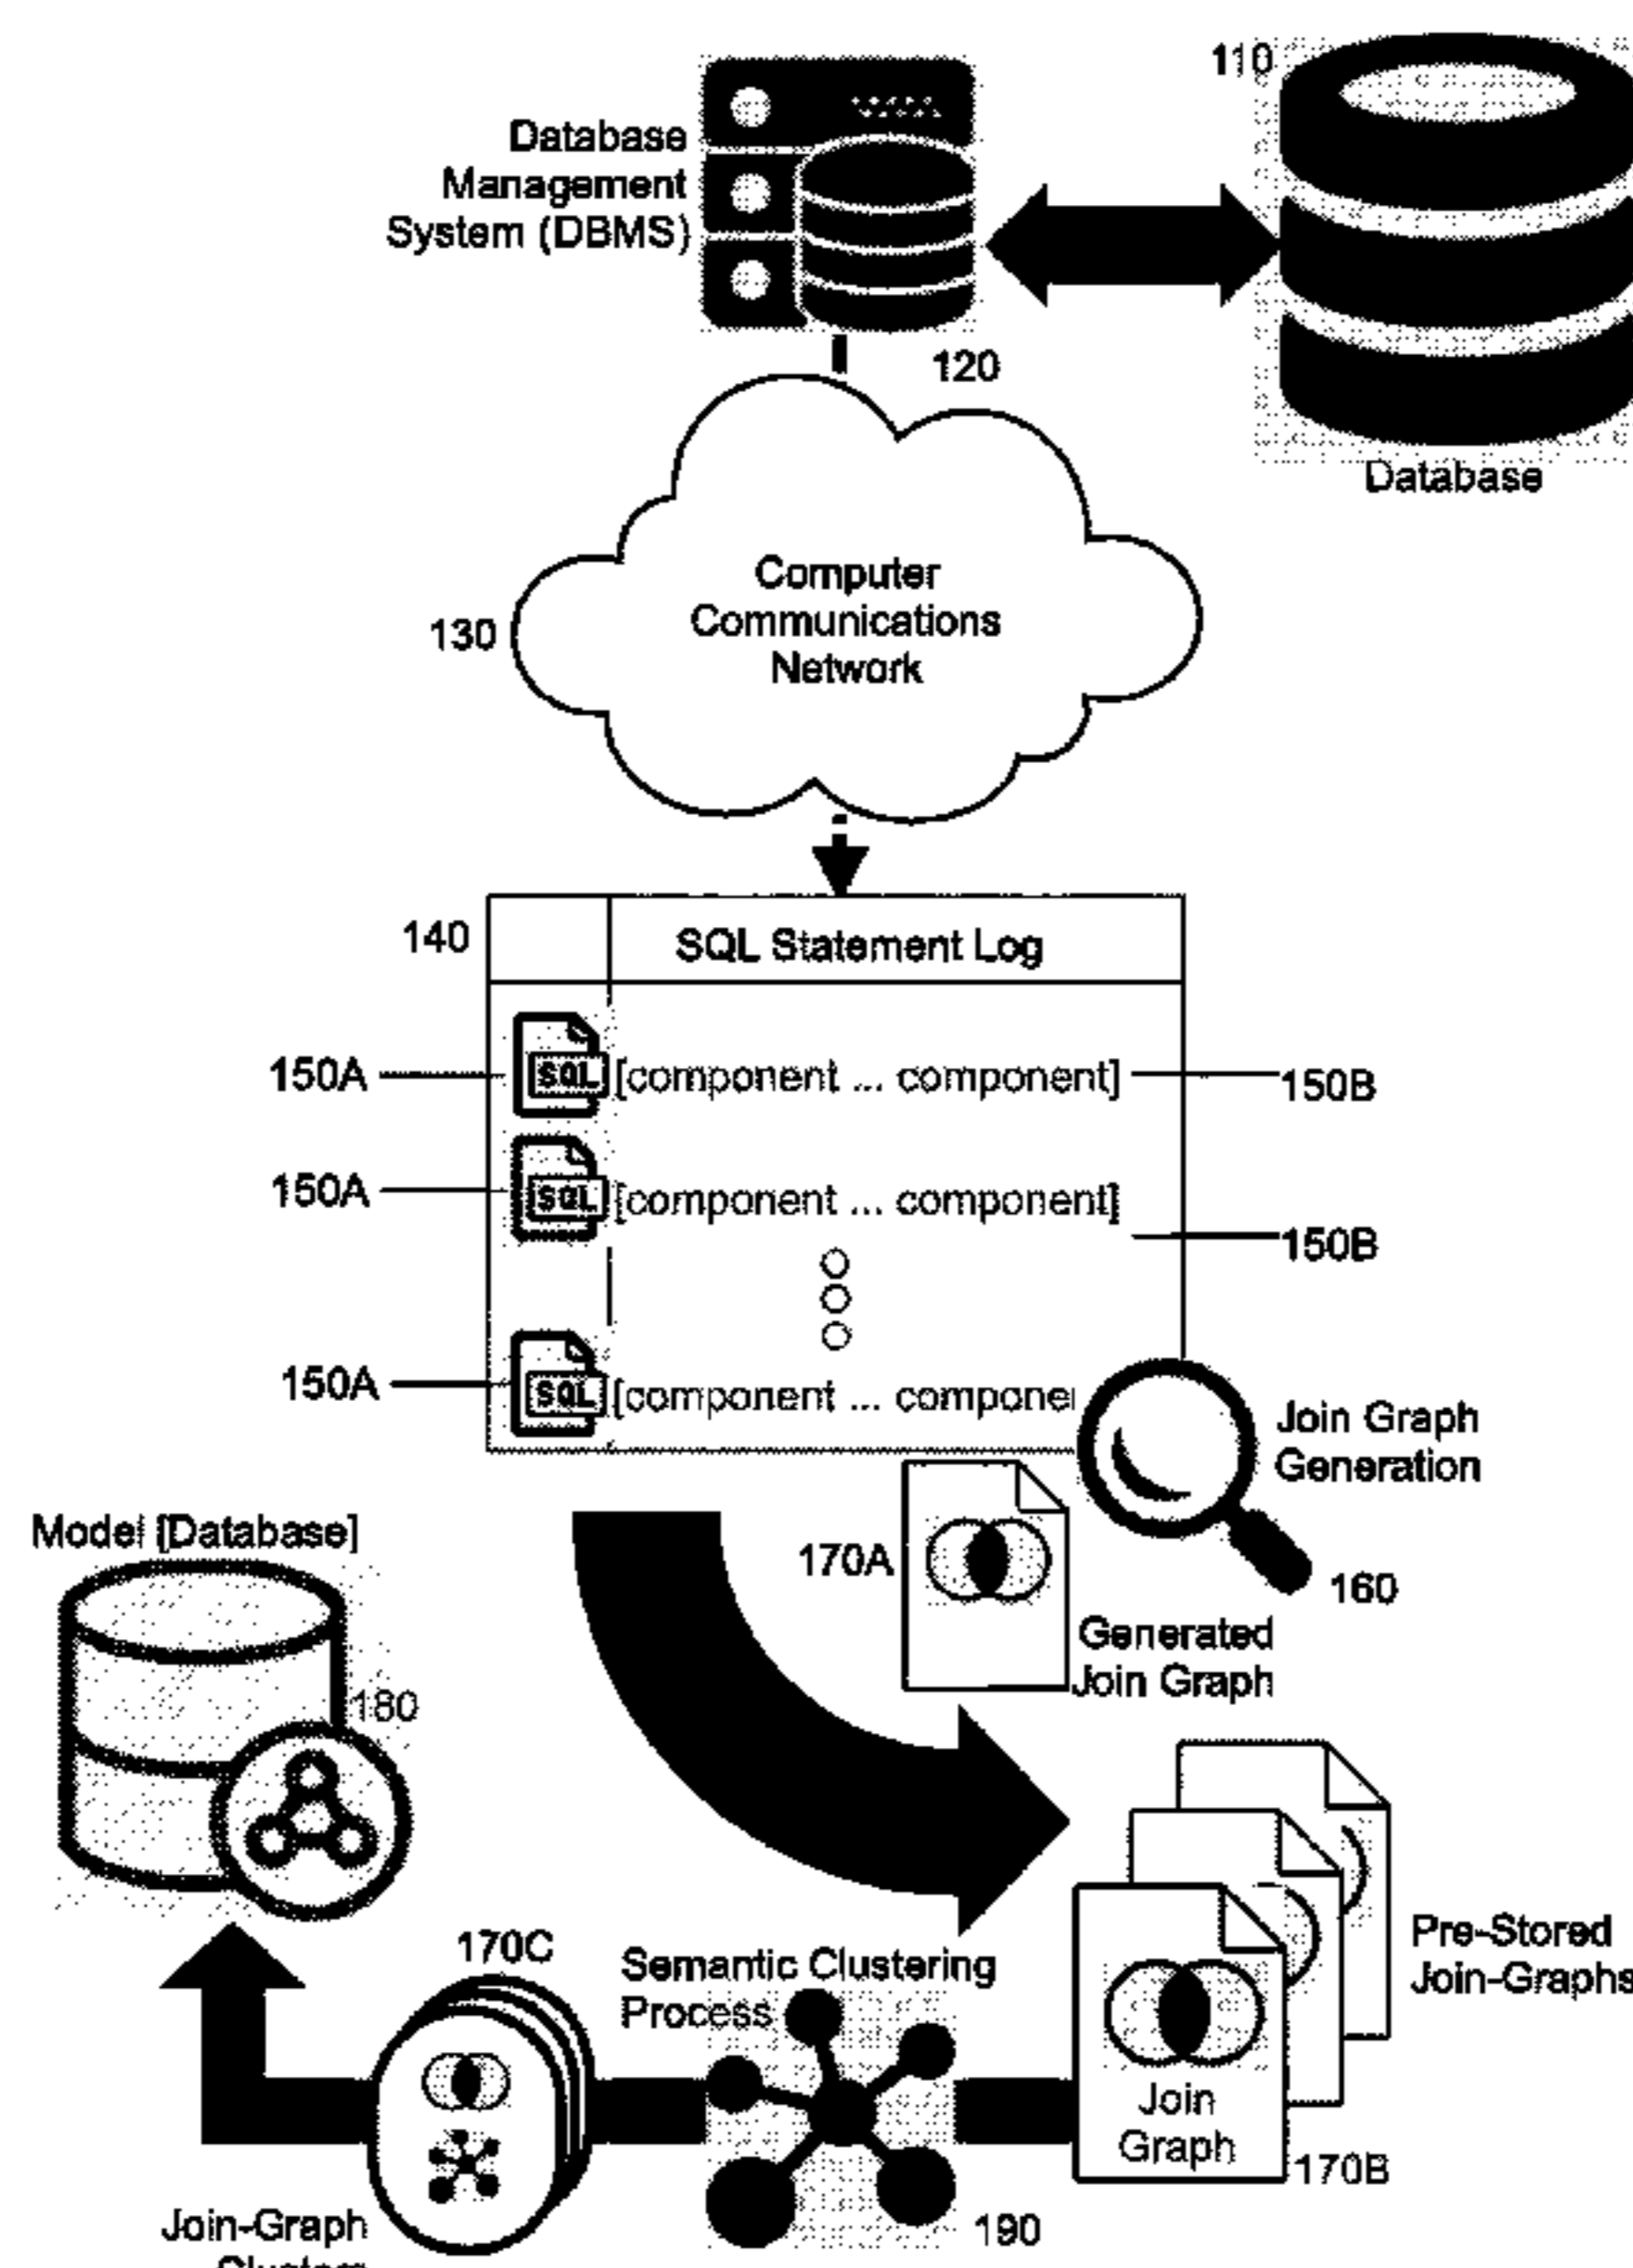 110
Database
Management
System (DBMS)
120
Database
Computer
Communications
Network
130
140
SQL Statement Log
150A
SQL
[component ... component]
150B
150A
SQL
[component ... component]
150B
150A
SQL
[component ... compone
Join Graph
Generation
160
Model [Database]
170A
Generated
Join Graph
180
170C
Semantic Clustering
Process
Pre-Stored
Join-Graphs
Join
Graph
170B
190
Join-Graph
Clusters